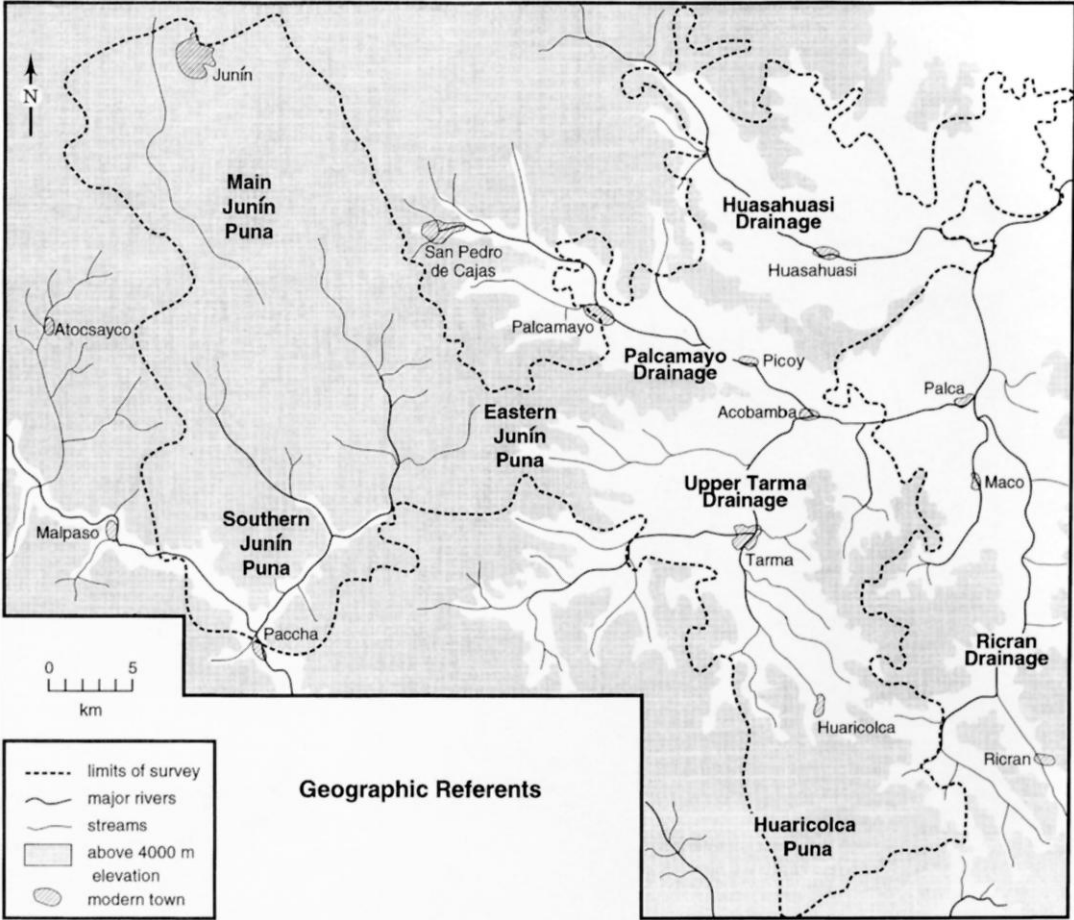 Junín
N
Main
Junín
Puna
Huasahuasi
Drainage
San Pedro
de Cajas
Huasahuasi
Atocsayco
Palcamayo
Palcamayo
Drainage
Picoy
Palca
Acobamba
Eastern
Junín
Puna
Upper Tarma
Drainage
Maco
Malpaso
Southern
Junín
Puna
Tarma
Paccha
Ricran
Drainage
0 5
km
Huaricolca
Ricran
Geographic Referents
Huaricolca
Puna
limits of survey
major rivers
streams
above 4000 m
elevation
modern town